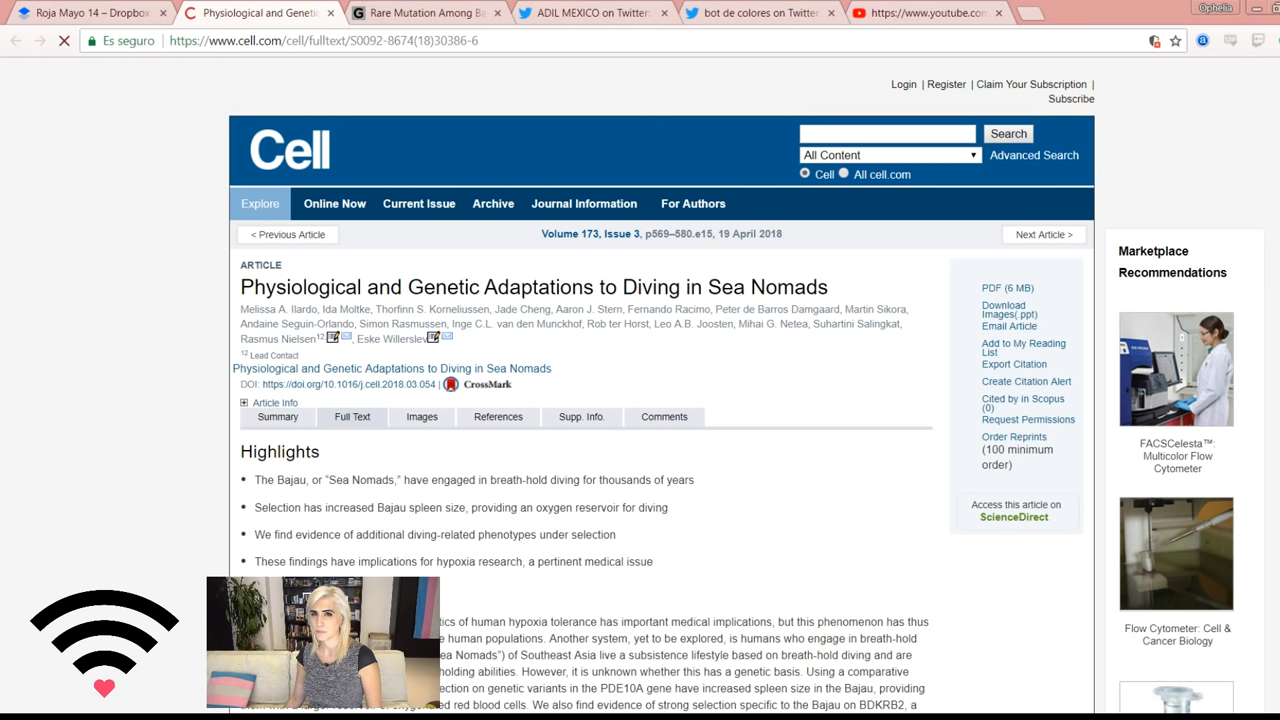 Roja Mayo 14 – Dropbox
Physiological and Geneti
Rare Mutation Among Ba
ADIL MEXICO on Twitter:
bot de colores on Twitter:
https://www.youtube.con
Ophelia
Es seguro
https://www.cell.com/cell/fulltext/S0092-8674(18)30386-6
Login | Register | Claim Your Subscription |
Subscribe
Cell
Search
All Content
Advanced Search
Cell
All cell.com
Explore
Online Now
Current Issue
Archive
Journal Information
For Authors
< Previous Article
Volume 173, Issue 3, p569–580.e15, 19 April 2018
Next Article >
ARTICLE
Physiological and Genetic Adaptations to Diving in Sea Nomads
Melissa A. Ilardo, Ida Moltke, Thorfinn S. Korneliussen, Jade Cheng, Aaron J. Stern, Fernando Racimo, Peter de Barros Damgaard, Martin Sikora,
Andaine Seguin-Orlando, Simon Rasmussen, Inge C.L. van den Munckhof, Rob ter Horst, Leo A.B. Joosten, Mihai G. Netea, Suhartini Salingkat,
Rasmus Nielsen12, Eske Willerslev
12 Lead Contact
Physiological and Genetic Adaptations to Diving in Sea Nomads
DOI: https://doi.org/10.1016/j.cell.2018.03.054 |
CrossMark
Article Info
Summary
Full Text
Images
References
Supp. Info.
Comments
Highlights
• The Bajau, or “Sea Nomads,” have engaged in breath-hold diving for thousands of years
• Selection has increased Bajau spleen size, providing an oxygen reservoir for diving
• We find evidence of additional diving-related phenotypes under selection
• These findings have implications for hypoxia research, a pertinent medical issue
tics of human hypoxia tolerance has important medical implications, but this phenomenon has thus
e human populations. Another system, yet to be explored, is humans who engage in breath-hold
ea Nomads”) of Southeast Asia live a subsistence lifestyle based on breath-hold diving and are
holding abilities. However, it is unknown whether this has a genetic basis. Using a comparative
ection on genetic variants in the PDE10A gene have increased spleen size in the Bajau, providing
red blood cells. We also find evidence of strong selection specific to the Bajau on BDKRB2, a
PDF (6 MB)
Download
Images(.ppt)
Email Article
Add to My Reading
List
Export Citation
Create Citation Alert
Cited by in Scopus
(0)
Request Permissions
Order Reprints
(100 minimum
order)
Access this article on
ScienceDirect
Marketplace
Recommendations
FACSCelesta™:
Multicolor Flow
Cytometer
Flow Cytometer: Cell &
Cancer Biology